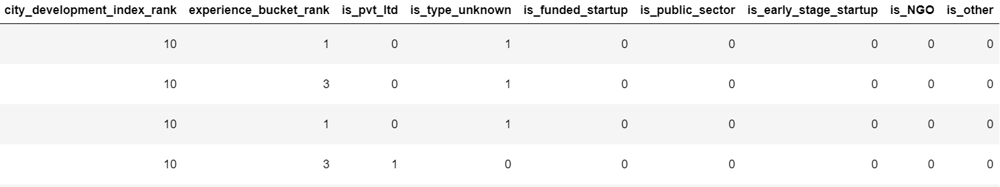 city_development_index_rank experience_bucket_rank is_pvt_ltd is_type_unknown is_funded_startup is_public_sector is_early_stage_startup is_NGO is_other
10 1 0 1 0 0 0 0 0
10 3 0 1 0 0 0 0 0
10 1 0 1 0 0 0 0 0
10 3 1 0 0 0 0 0 0